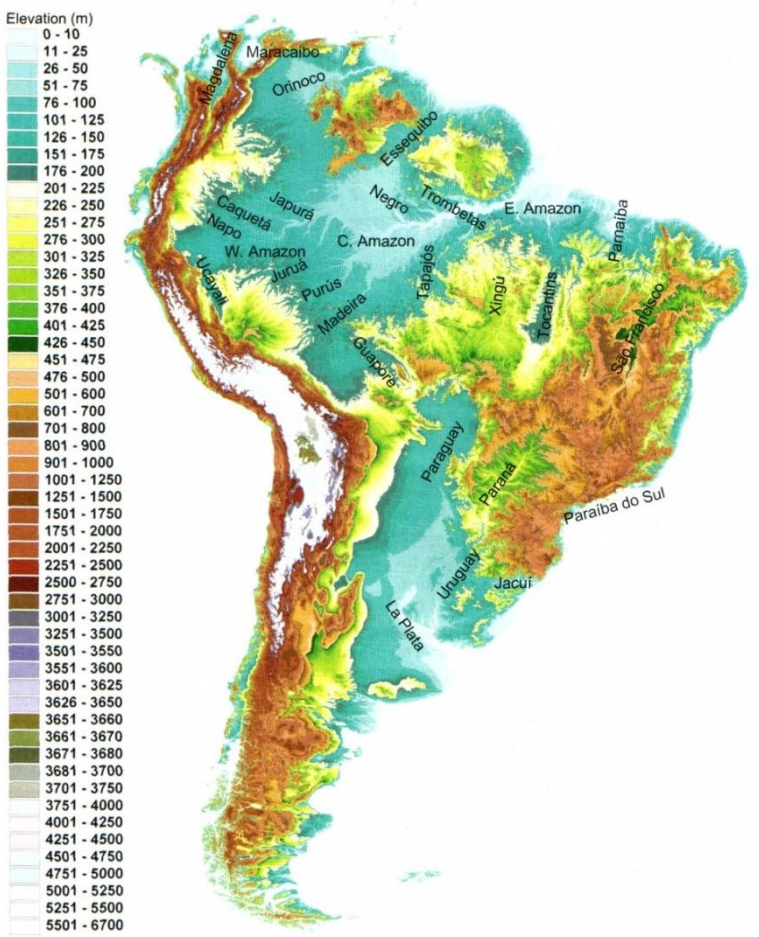 Elevation (m)
0 - 10
11 - 25
26 - 50
51 - 75
76 - 100
101 - 125
126 - 150
151 - 175
176 - 200
201 - 225
226 - 250
251 - 275
276 - 300
301 - 325
326 - 350
351 - 375
376 - 400
401 - 425
426 - 450
451 - 475
476 - 500
501 - 600
601 - 700
701 - 800
801 - 900
901 - 1000
1001 - 1250
1251 - 1500
1501 - 1750
1751 - 2000
2001 - 2250
2251 - 2500
2500 - 2750
2751 - 3000
3001 - 3250
3251 - 3500
3501 - 3550
3551 - 3600
3601 - 3625
3626 - 3650
3651 - 3660
3661 - 3670
3671 - 3680
3681 - 3700
3701 - 3750
3751 - 4000
4001 - 4250
4251 - 4500
4501 - 4750
4751 - 5000
5001 - 5250
5251 - 5500
5501 - 6700
Magdalena
Maracaibo
Orinoco
Essequibo
Caquetá
Japurá
Negro
Trombetas
E. Amazon
Parnaíba
Napo
W. Amazon
C. Amazon
Juruá
Ucayali
Purús
Madeira
Tapajós
Xingú
Tocantins
São Francisco
Guaporé
Paraguay
Paraná
Paraíba do Sul
Uruguay
Jacuí
La Plata